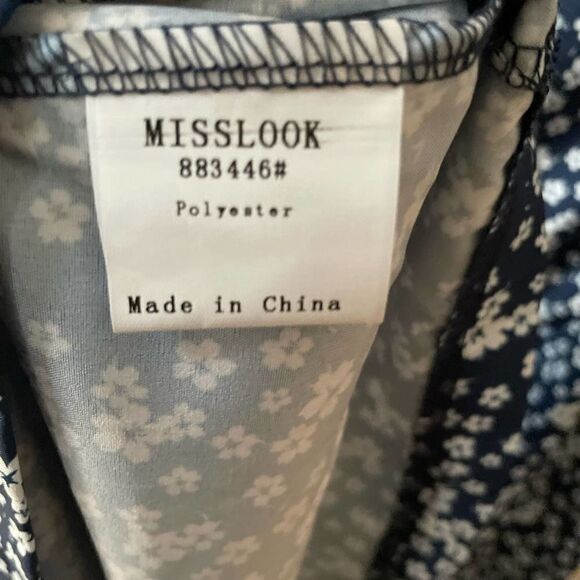 MISSLOOK
883446#
Polyester
Made in China